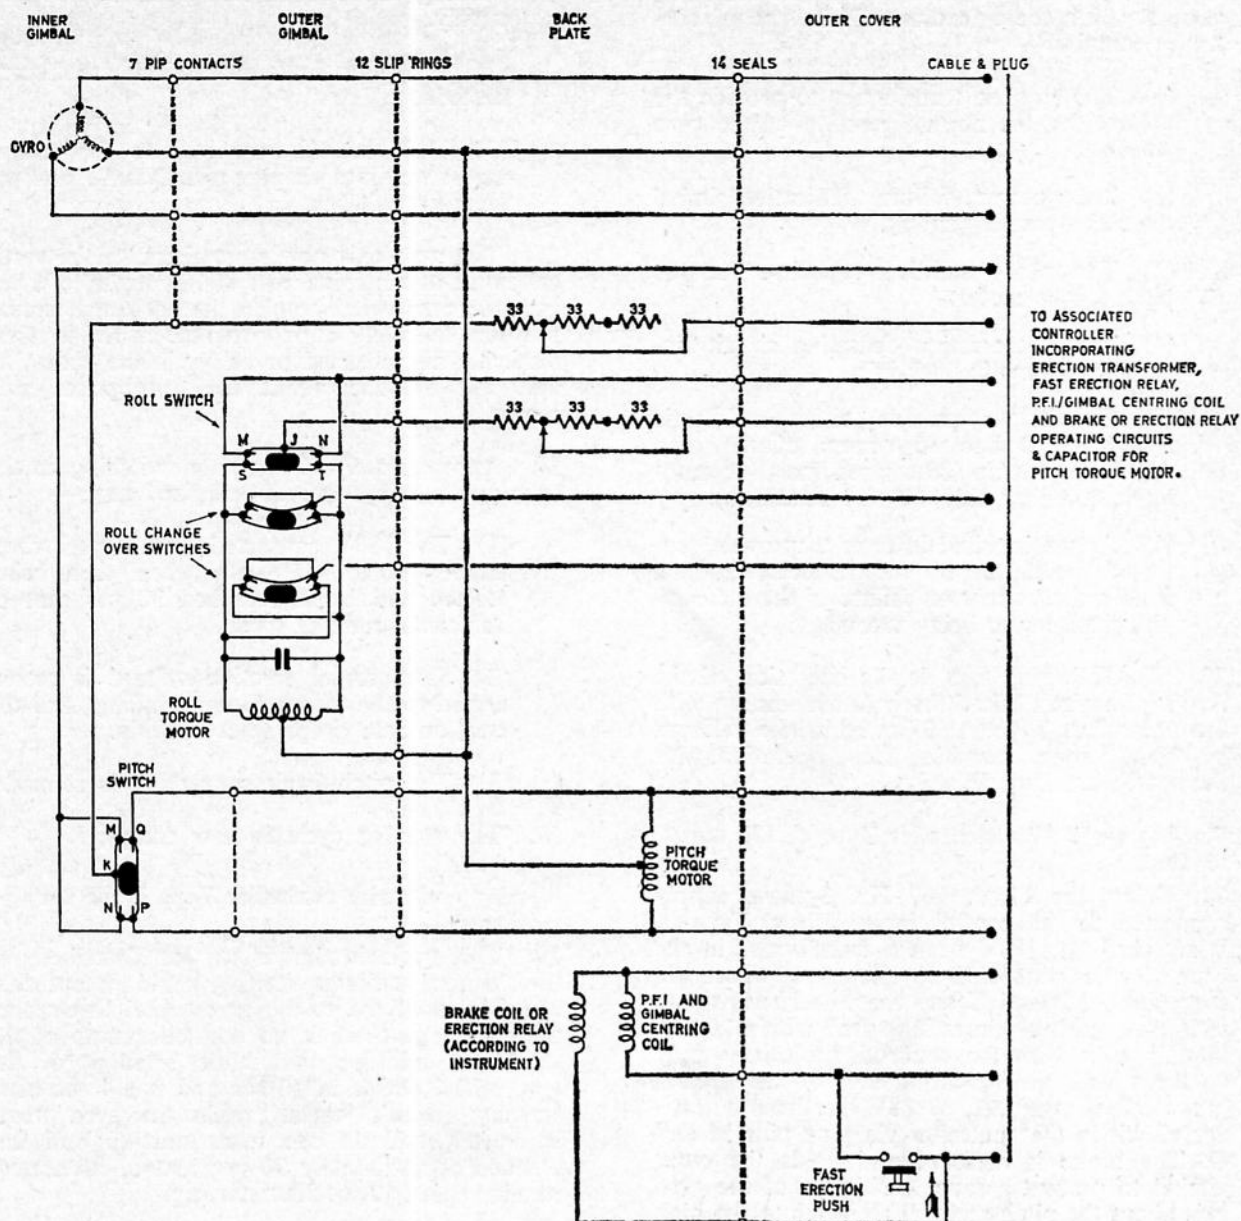 INNER
GIMBAL
OUTER
GIMBAL
BACK
PLATE
OUTER COVER
7 PIP CONTACTS
12 SLIP RINGS
14 SEALS
CABLE & PLUG
GYRO
33 33 33
ROLL SWITCH
M J N
S T
33 33 33
ROLL CHANGE
OVER SWITCHES
TO ASSOCIATED
CONTROLLER
INCORPORATING
ERECTION TRANSFORMER,
FAST ERECTION RELAY,
P.F.I./GIMBAL CENTRING COIL
AND BRAKE OR ERECTION RELAY
OPERATING CIRCUITS
& CAPACITOR FOR
PITCH TORQUE MOTOR.
ROLL
TORQUE
MOTOR
PITCH
SWITCH
M Q
K
N P
PITCH
TORQUE
MOTOR
BRAKE COIL OR
ERECTION RELAY
(ACCORDING TO
INSTRUMENT)
P.F.I AND
GIMBAL
CENTRING
COIL
FAST
ERECTION
PUSH